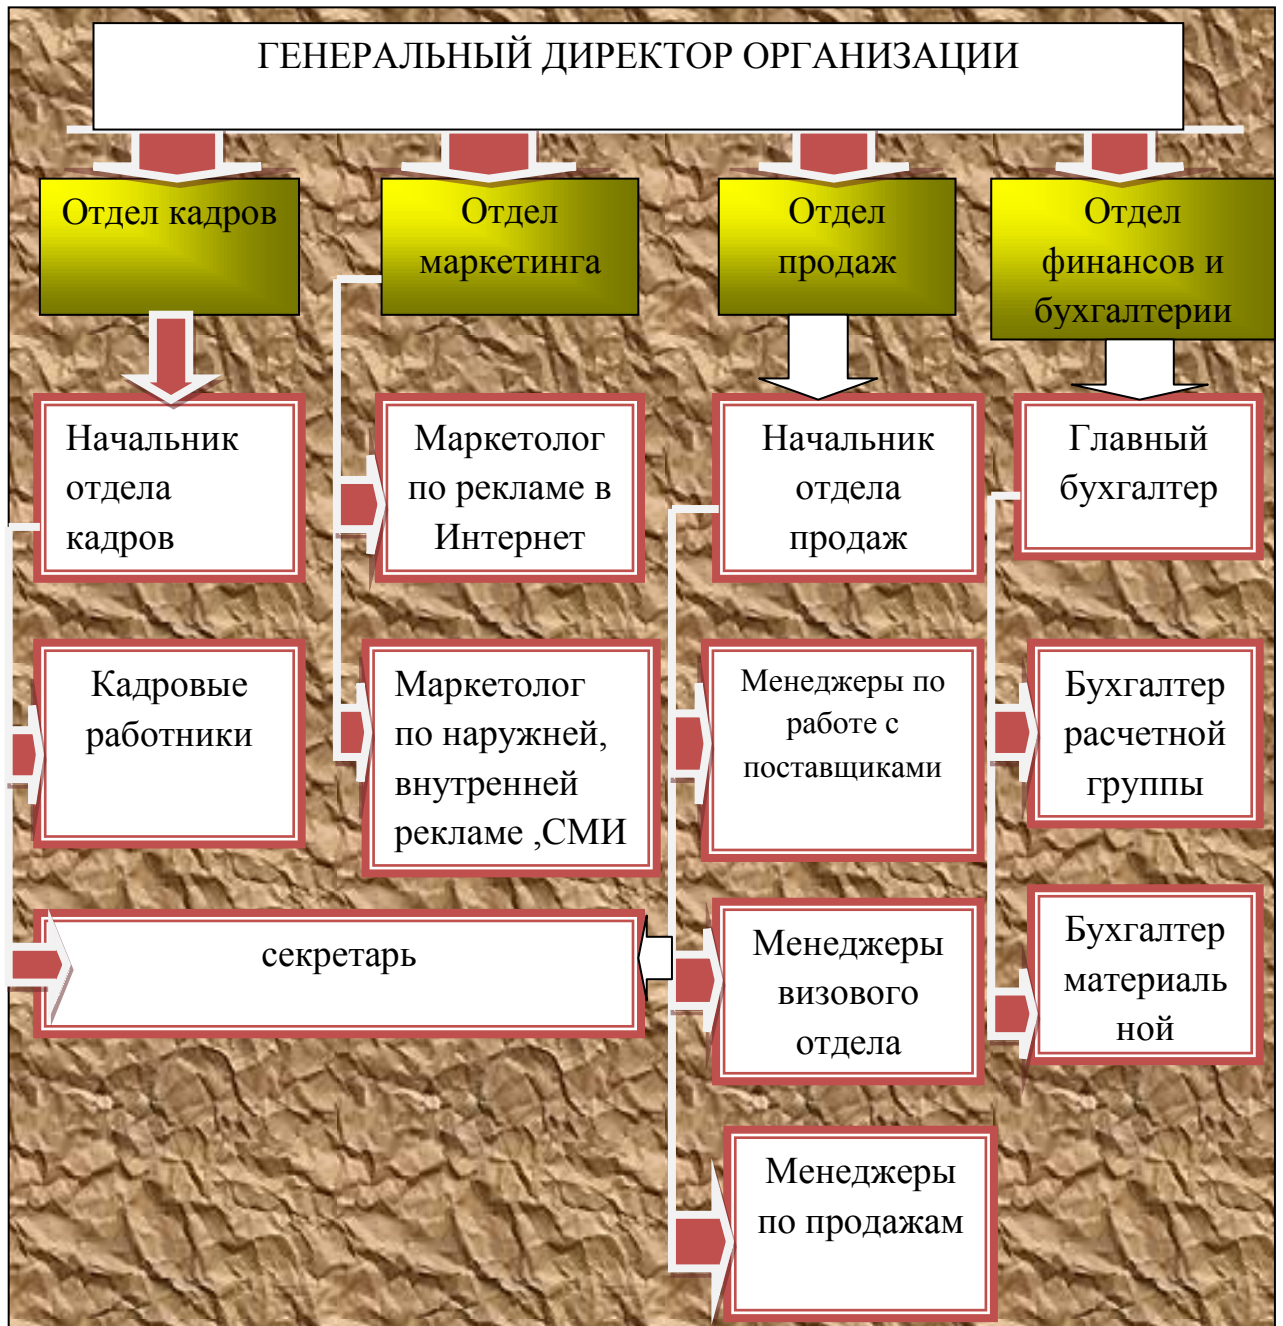 ГЕНЕРАЛЬНЫЙ ДИРЕКТОР ОРГАНИЗАЦИИ
Отдел кадров
Отдел
маркетинга
Отдел
продаж
Отдел
финансов и
бухгалтерии
Начальник
отдела
кадров
Маркетолог
по рекламе в
Интернет
Начальник
отдела
продаж
Главный
бухгалтер
Кадровые
работники
Маркетолог
по наружней,
внутренней
рекламе ,СМИ
Менеджеры по
работе с
поставщиками
Бухгалтер
расчетной
группы
секретарь
Менеджеры
визового
отдела
Бухгалтер
материаль
ной
Менеджеры
по продажам